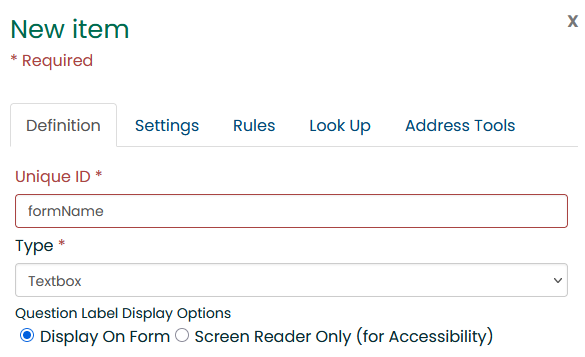 New item
X
* Required
Definition Settings Rules Look Up Address Tools
Unique ID *
formName
Type *
Textbox
Question Label Display Options
Display On Form Screen Reader Only (for Accessibility)